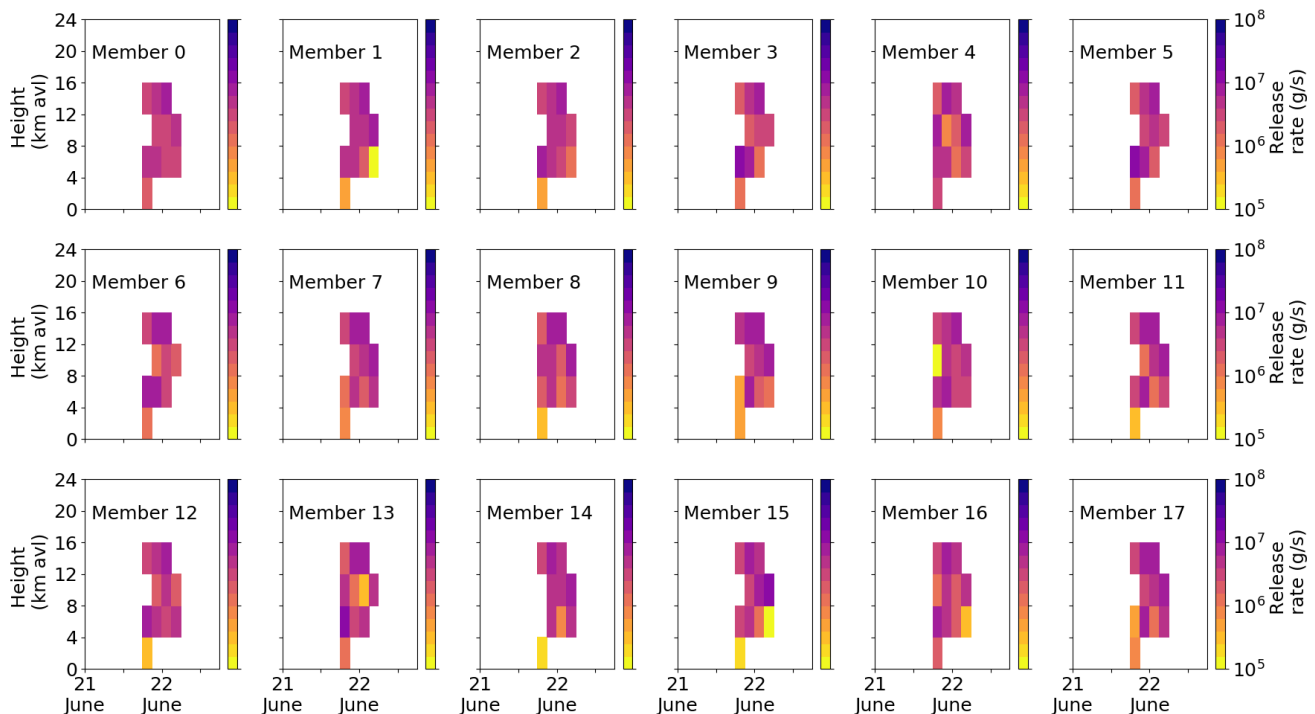 24
20
16
12
8
4
0
Height
(km avl)
Member 0
Member 1
Member 2
Member 3
Member 4
Member 5
10^8
10^7
10^6
10^5
Release
rate (g/s)
24
20
16
12
8
4
0
Height
(km avl)
Member 6
Member 7
Member 8
Member 9
Member 10
Member 11
10^8
10^7
10^6
10^5
Release
rate (g/s)
24
20
16
12
8
4
0
Height
(km avl)
Member 12
Member 13
Member 14
Member 15
Member 16
Member 17
10^8
10^7
10^6
10^5
Release
rate (g/s)
21
June
22
June
21
June
22
June
21
June
22
June
21
June
22
June
21
June
22
June
21
June
22
June